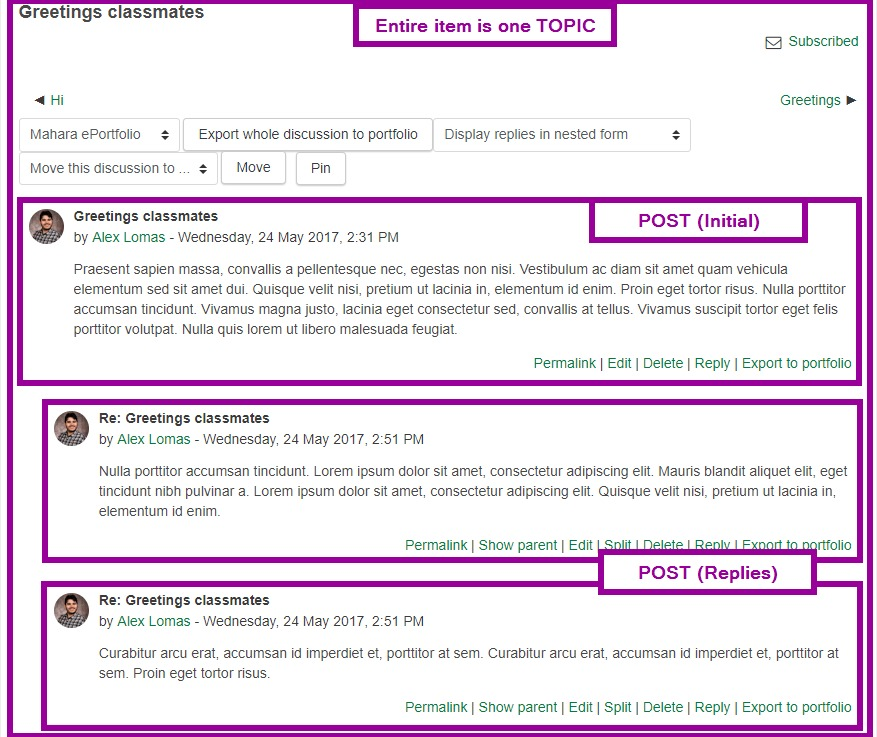 Greetings classmates
Entire item is one TOPIC
Subscribed
◄ Hi
Greetings ►
Mahara ePortfolio
Export whole discussion to portfolio
Display replies in nested form
Move this discussion to ...
Move
Pin
Greetings classmates
POST (Initial)
by Alex Lomas - Wednesday, 24 May 2017, 2:31 PM
Praesent sapien massa, convallis a pellentesque nec, egestas non nisi. Vestibulum ac diam sit amet quam vehicula
elementum sed sit amet dui. Quisque velit nisi, pretium ut lacinia in, elementum id enim. Proin eget tortor risus. Nulla porttitor
accumsan tincidunt. Vivamus magna justo, lacinia eget consectetur sed, convallis at tellus. Vivamus suscipit tortor eget felis
porttitor volutpat. Nulla quis lorem ut libero malesuada feugiat.
Permalink | Edit | Delete | Reply | Export to portfolio
Re: Greetings classmates
by Alex Lomas - Wednesday, 24 May 2017, 2:51 PM
Nulla porttitor accumsan tincidunt. Lorem ipsum dolor sit amet, consectetur adipiscing elit. Mauris blandit aliquet elit, eget
tincidunt nibh pulvinar a. Lorem ipsum dolor sit amet, consectetur adipiscing elit. Quisque velit nisi, pretium ut lacinia in,
elementum id enim.
Permalink | Show parent | Edit | Split | Delete | Reply | Export to portfolio
POST (Replies)
Re: Greetings classmates
by Alex Lomas - Wednesday, 24 May 2017, 2:51 PM
Curabitur arcu erat, accumsan id imperdiet et, porttitor at sem. Curabitur arcu erat, accumsan id imperdiet et, porttitor at
sem. Proin eget tortor risus.
Permalink | Show parent | Edit | Split | Delete | Reply | Export to portfolio